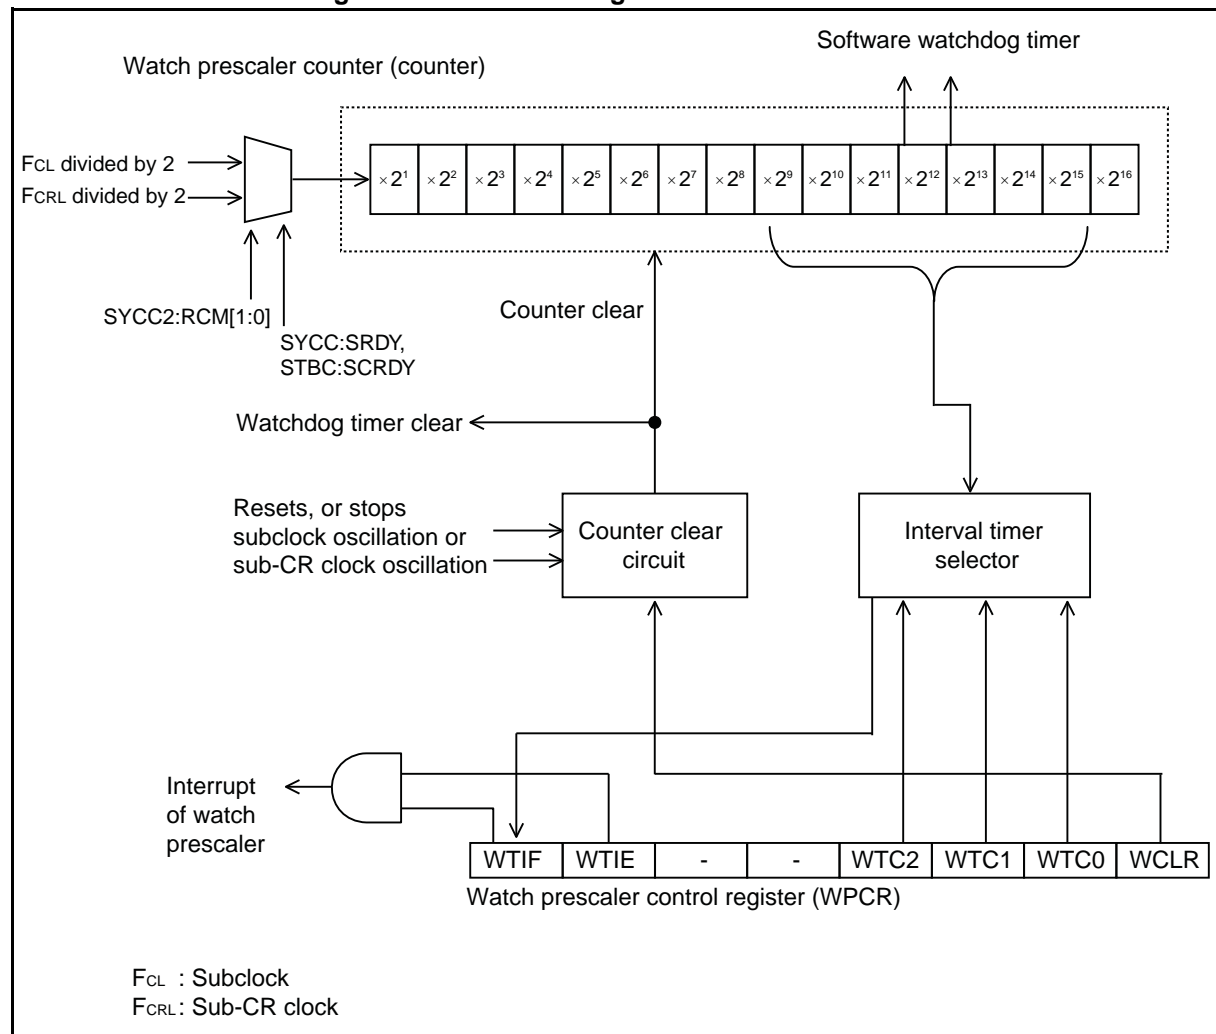 Software watchdog timer
Watch prescaler counter (counter)
FCL divided by 2
FCRL divided by 2
×2¹ ×2² ×2³ ×2⁴ ×2⁵ ×2⁶ ×2⁷ ×2⁸ ×2⁹ ×2¹⁰ ×2¹¹ ×2¹² ×2¹³ ×2¹⁴ ×2¹⁵ ×2¹⁶
SYCC2:RCM[1:0]
SYCC:SRDY,
STBC:SCRDY
Counter clear
Watchdog timer clear
Resets, or stops
subclock oscillation or
sub-CR clock oscillation
Counter clear
circuit
Interval timer
selector
Interrupt
of watch
prescaler
WTIF WTIE - - WTC2 WTC1 WTC0 WCLR
Watch prescaler control register (WPCR)
FCL : Subclock
FCRL : Sub-CR clock